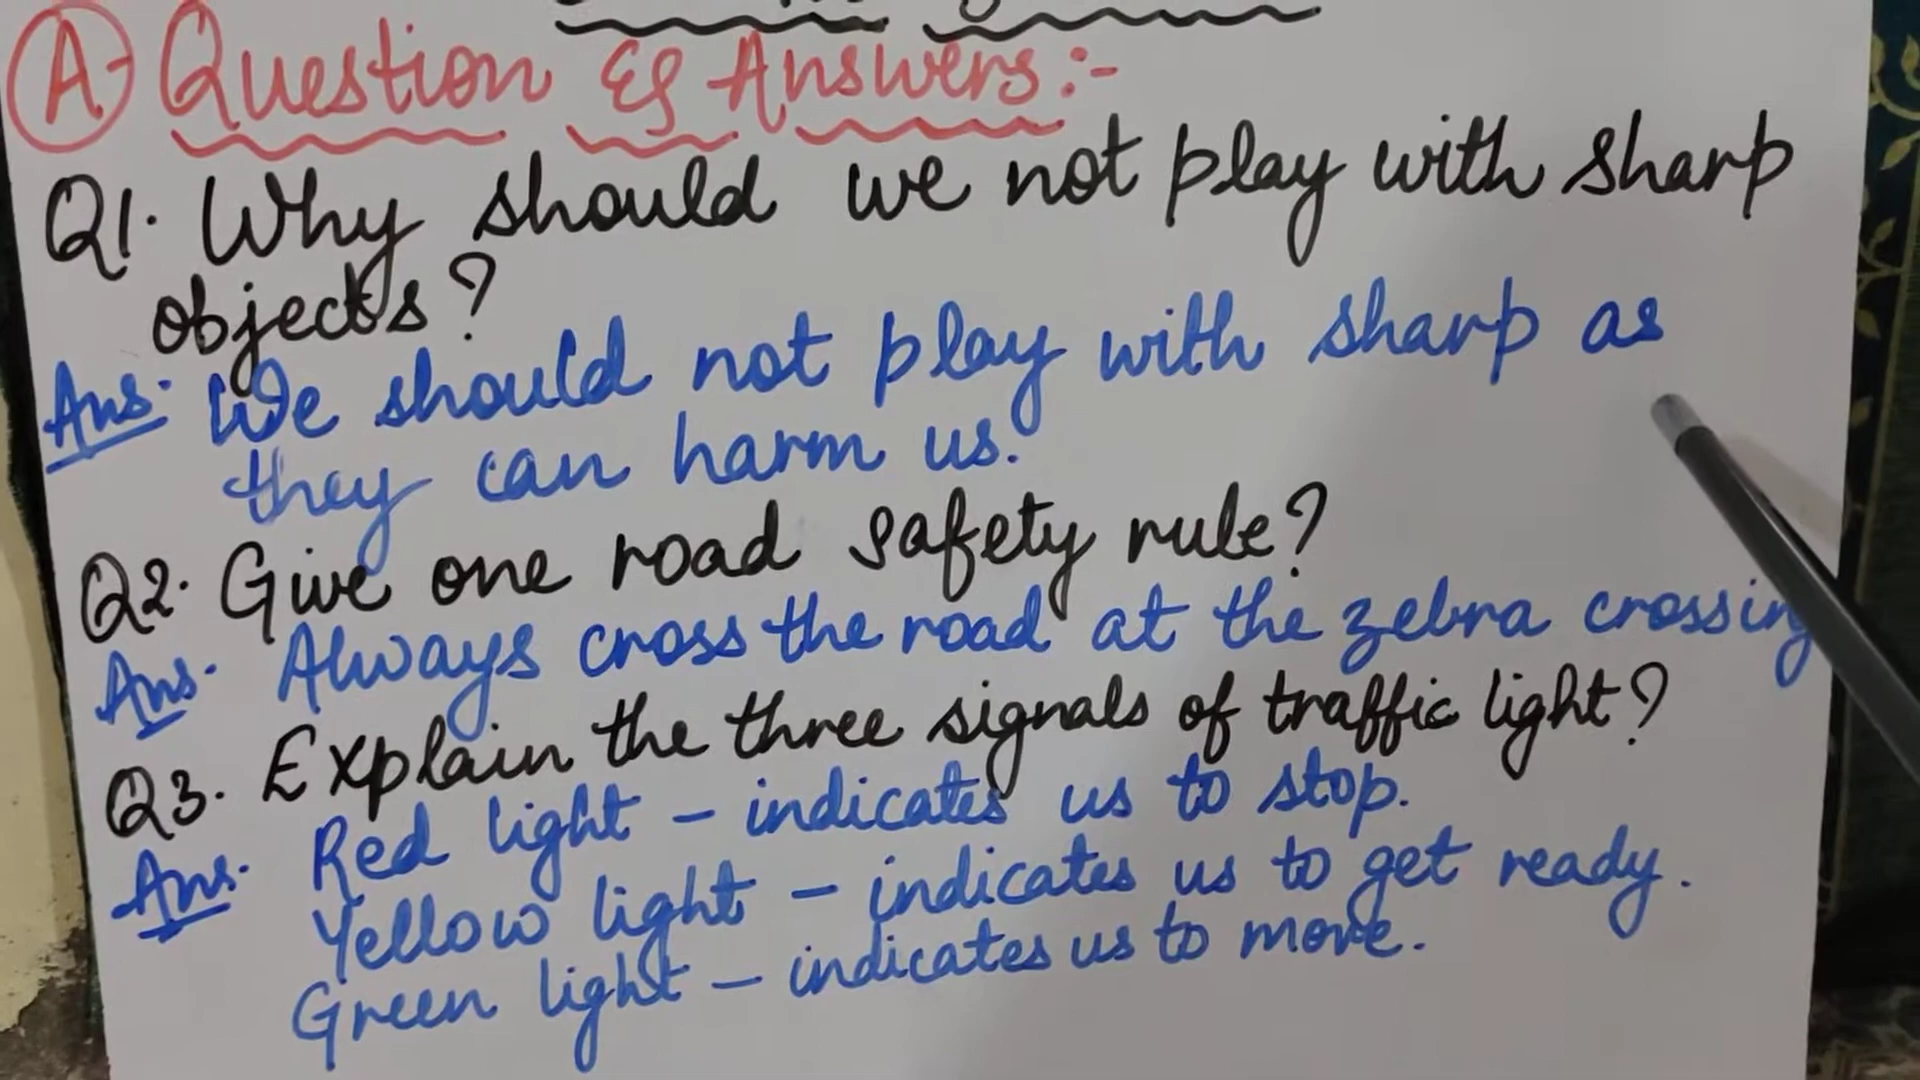 A- Question & Answers:-
Q1. Why should we not play with sharp
objects?
Ans. We should not play with sharp as
they can harm us.
Q2. Give one road safety rule?
Ans. Always cross the road at the zebra crossing
Q3. Explain the three signals of traffic light?
Ans. Red light - indicates us to stop.
Yellow light - indicates us to get ready.
Green light - indicates us to move.